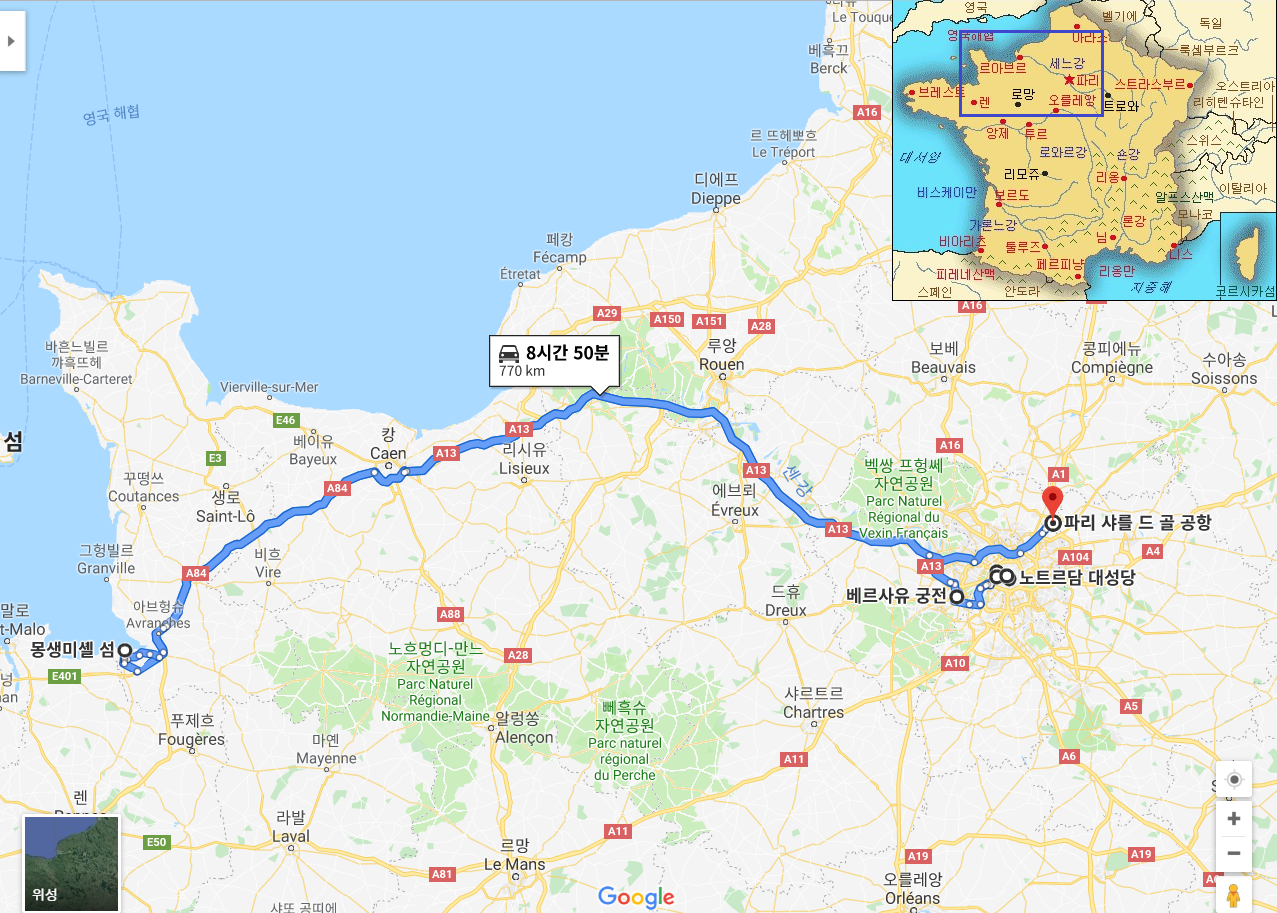 Le Touque
베흑끄
Berck
영국 해협
A16
르 뜨헤뽀흐
Le Tréport
디에프
Dieppe
페캉
Fécamp
Étretat
A29
A150
A151
A28
A16
8시간 50분
770 km
루앙
Rouen
보베
Beauvais
콩피에뉴
Compiègne
수아송
Soissons
바흔느빌르
까흑뜨헤
Barneville-Carteret
Vierville-sur-Mer
E46
섬
E3
베이유
Bayeux
캉
Caen
A13
A13
리시유
Lisieux
A13
센강
A16
A1
꾸떵쓰
Coutances
생로
Saint-Lô
A84
에브뢰
Évreux
벡쌍 프헝쎄
자연공원
Parc Naturel
Régional du
Vexin Français
A13
파리 샤를 드 골 공항
그헝빌르
Granville
비흐
Vire
A84
A13
A104
A4
노트르담 대성당
베르사유 궁전
드휴
Dreux
말로
t-Malo
아브헝슈
Avranches
A88
몽생미셸 섬
E401
노흐멍디-만느
자연공원
Parc Naturel
Régional
Normandie-Maine
A28
A10
샤르트르
Chartres
A5
푸제흐
Fougères
알렁쏭
Alençon
뻬흑슈
자연공원
Parc naturel
régional
du Perche
마옌
Mayenne
A11
A6
렌
Rennes
라발
Laval
A11
E50
르망
Le Mans
A81
A19
A19
오를레앙
Orléans
샤또 공띠에
위성
Google
영국
벨기에
독일
영국해협
룩셈부르크
르아브르
세느강
파리
스트라스부르
오스트리아
브레스트
렌
로망
오를레앙
트로와
리히텐슈타인
앙제
투르
스위스
대서양
로와르강
숀강
리모쥬
리옹
이탈리아
비스케이만
보르도
알프스산맥
모나코
가론느강
론강
비아리츠
툴루즈
님
니스
페르피냥
리옹만
피레네산맥
스페인
안도라
지중해
코르시카섬